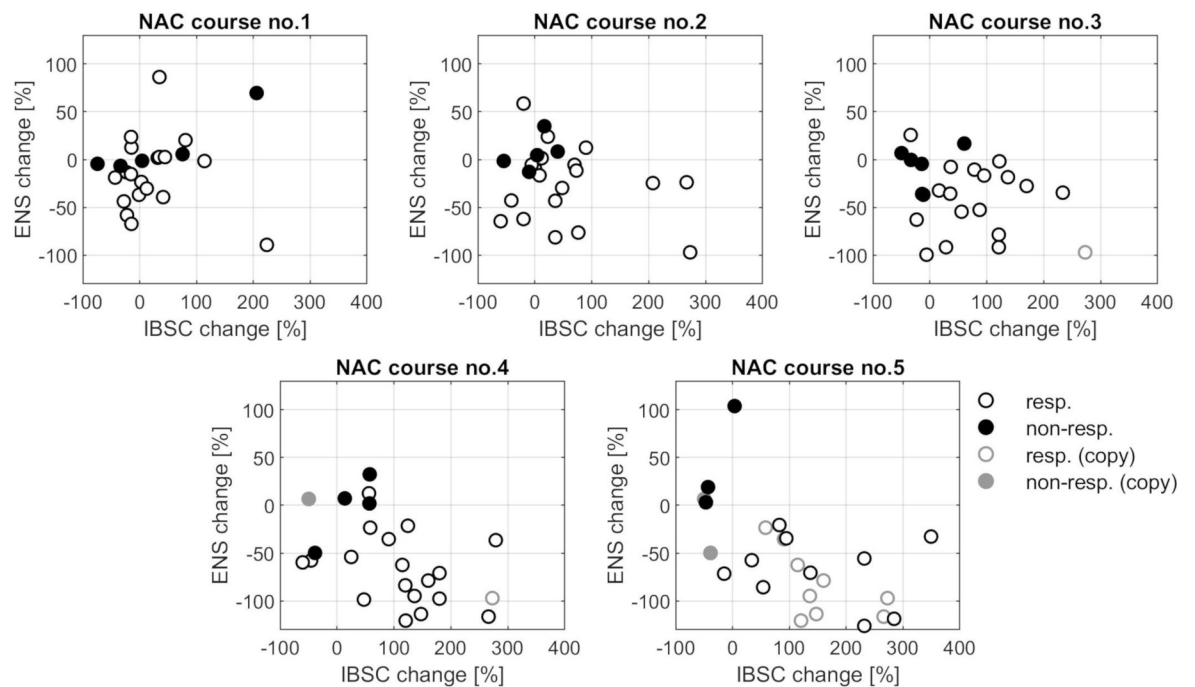 NAC course no.1
NAC course no.2
NAC course no.3
ENS change [%]
100
50
0
-50
-100
-100 0 100 200 300 400
IBSC change [%]
ENS change [%]
100
50
0
-50
-100
-100 0 100 200 300 400
IBSC change [%]
ENS change [%]
100
50
0
-50
-100
-100 0 100 200 300 400
IBSC change [%]
NAC course no.4
NAC course no.5
ENS change [%]
100
50
0
-50
-100
-100 0 100 200 300 400
IBSC change [%]
ENS change [%]
100
50
0
-50
-100
-100 0 100 200 300 400
IBSC change [%]
resp.
non-resp.
resp. (copy)
non-resp. (copy)